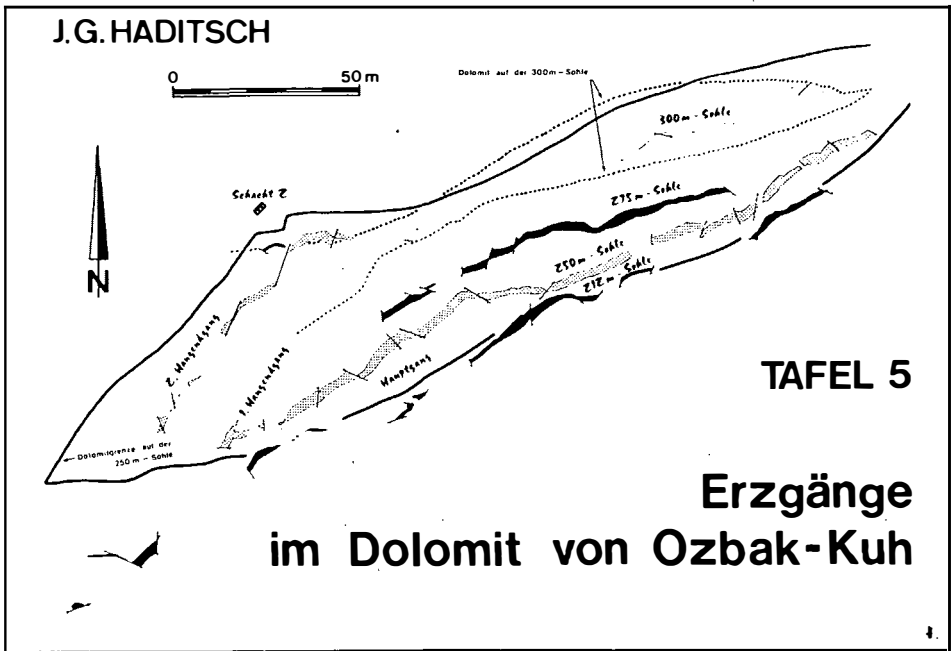 J.G. HADITSCH
0 50 m
Dolomit auf der 300m-Sohle
300m-Sohle
N
Schacht 2
275m-Sohle
250m-Sohle
212m-Sohle
2. Hangendgang
1. Hangendgang
Hauptgang
Dolomitgrenze auf der
250m-Sohle
TAFEL 5
Erzgänge
im Dolomit von Ozbak-Kuh